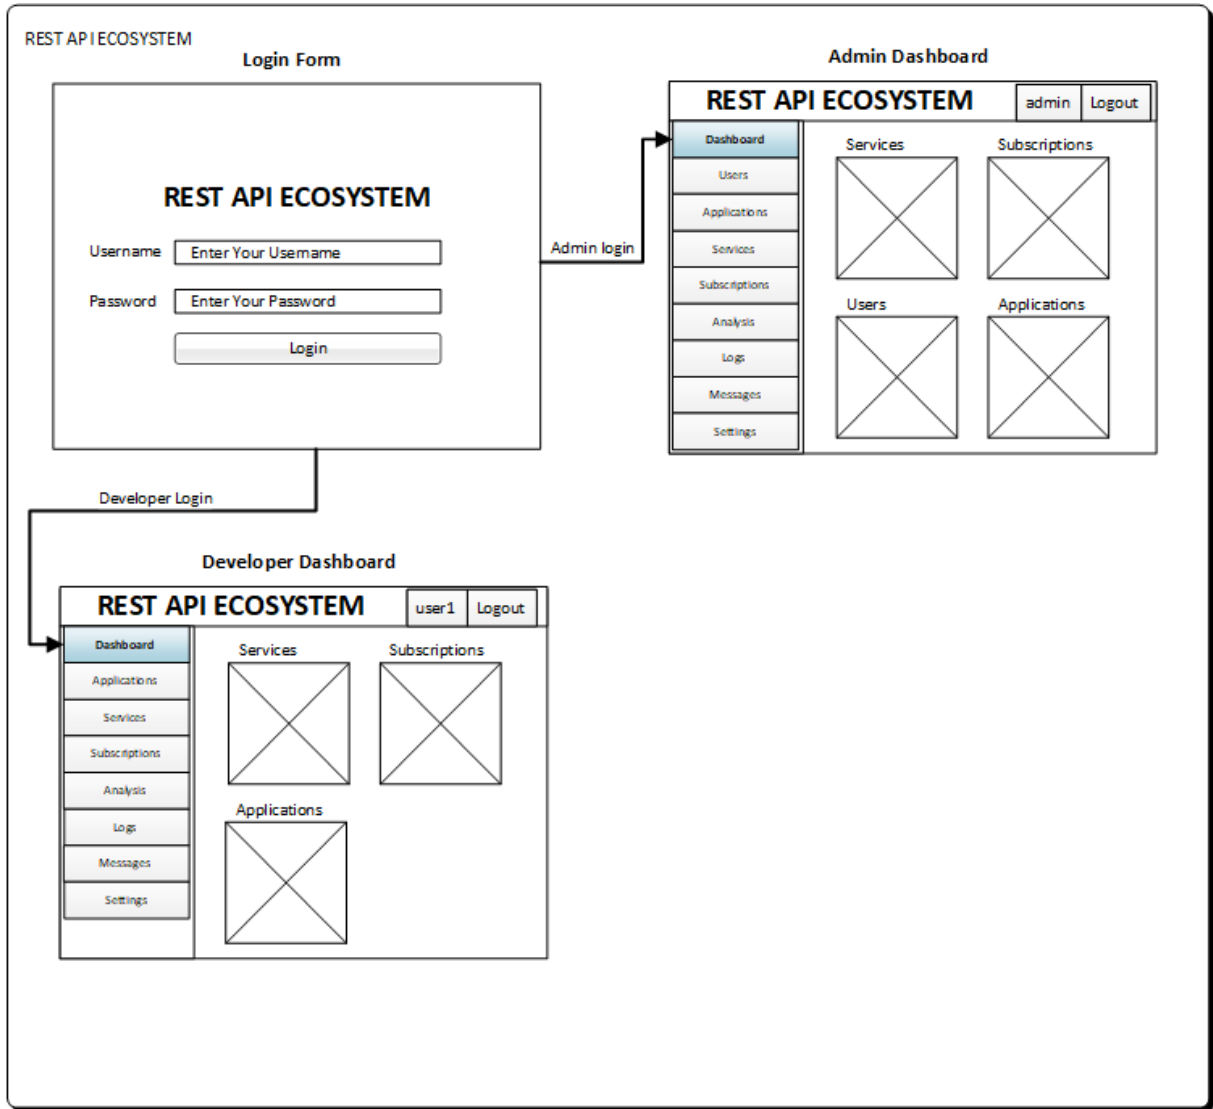 REST API ECOSYSTEM
Login Form
REST API ECOSYSTEM
Username
Enter Your Username
Password
Enter Your Password
Login
Admin login
Admin Dashboard
REST API ECOSYSTEM
admin
Logout
Dashboard
Users
Applications
Services
Subscriptions
Analysis
Logs
Messages
Settings
Services
Subscriptions
Users
Applications
Developer Login
Developer Dashboard
REST API ECOSYSTEM
user1
Logout
Dashboard
Applications
Services
Subscriptions
Analysis
Logs
Messages
Settings
Services
Subscriptions
Applications